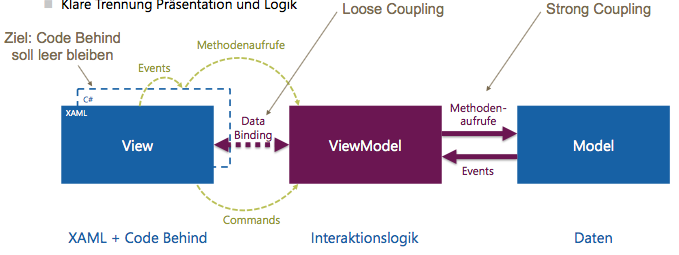 Klare Trennung Präsentation und Logik
Loose Coupling
Strong Coupling
Ziel: Code Behind
soll leer bleiben
Methodenaufrufe
Events
C#
XAML
View
Data
Binding
ViewModel
Methoden-
aufrufe
Events
Model
Commands
XAML + Code Behind
Interaktionslogik
Daten